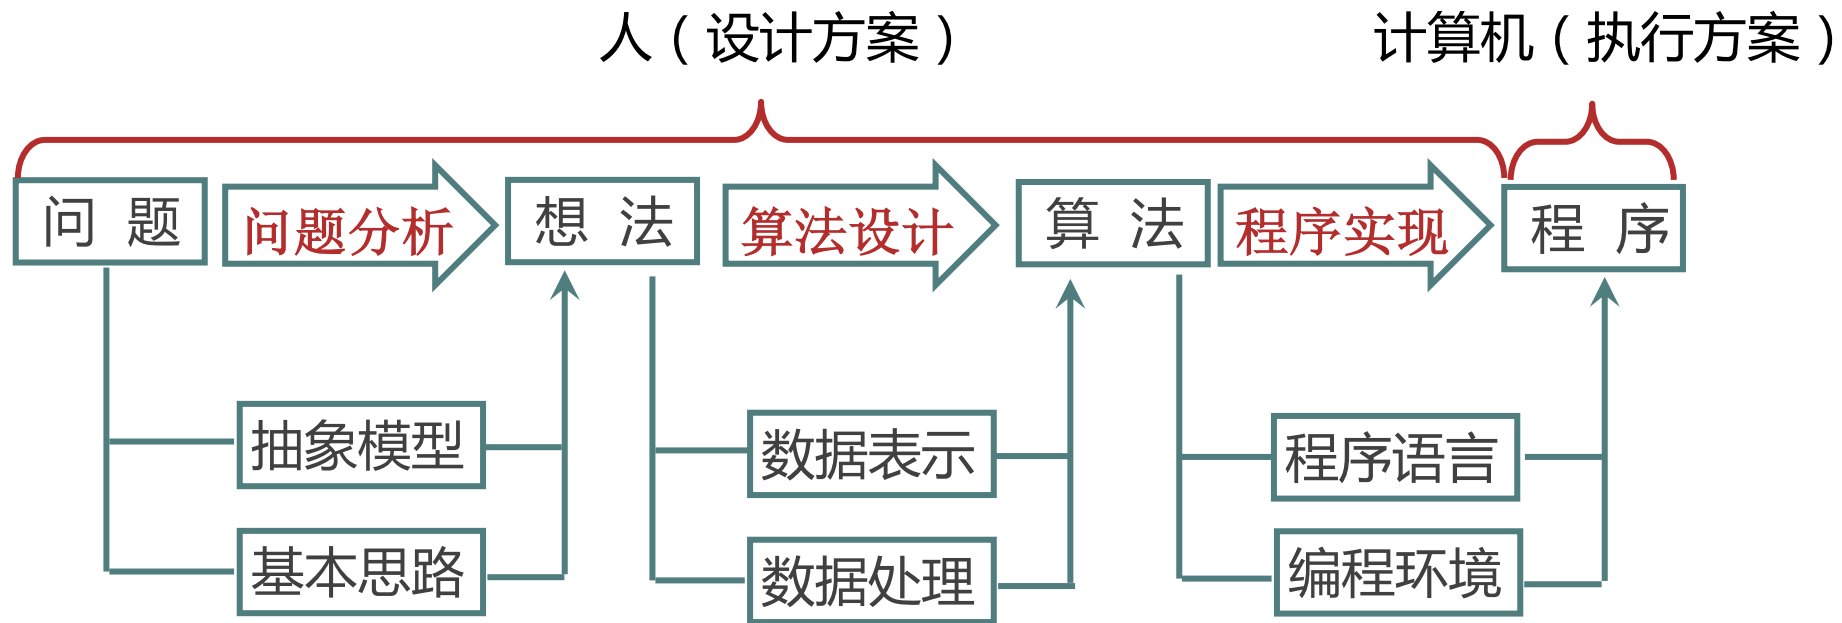 人（设计方案）
计算机（执行方案）
问 题
问题分析
想 法
算法设计
算 法
程序实现
程 序
抽象模型
数据表示
程序语言
基本思路
数据处理
编程环境